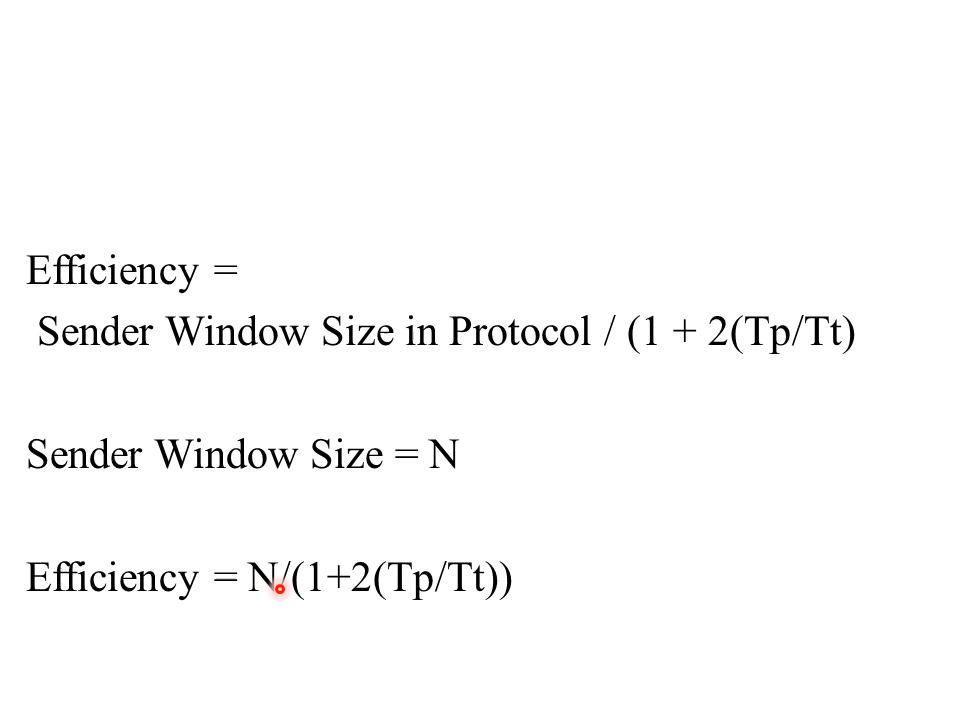 Efficiency =
Sender Window Size in Protocol / (1 + 2(Tp/Tt)
Sender Window Size = N
Efficiency = N/(1+2(Tp/Tt))